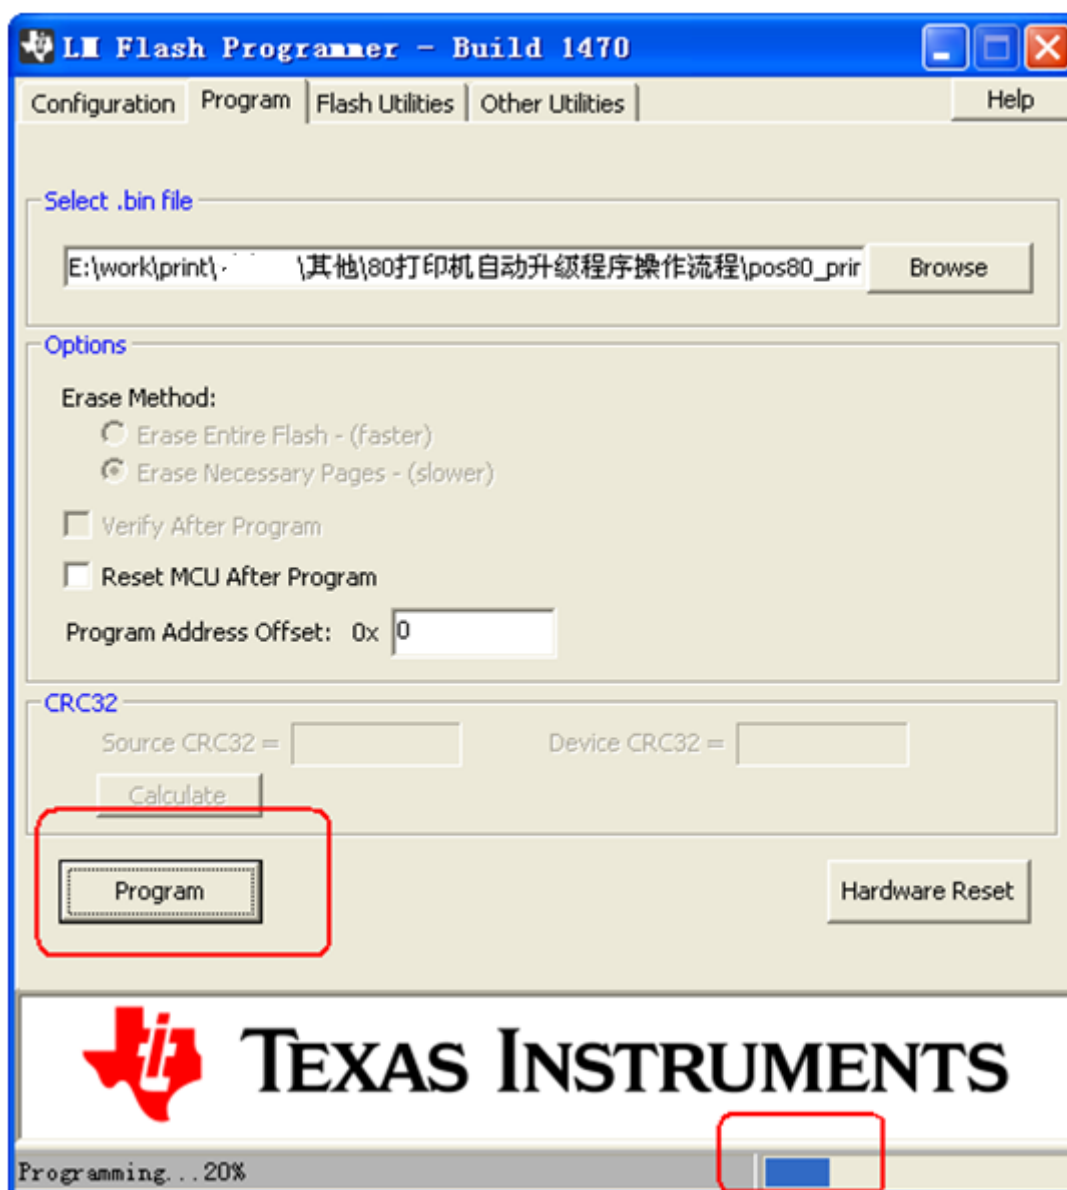 LM Flash Programmer - Build 1470
Configuration Program Flash Utilities Other Utilities Help
Select .bin file
E:\work\print\ \其他\80打印机自动升级程序操作流程\pos80_prir Browse
Options
Erase Method:
Erase Entire Flash - (faster)
Erase Necessary Pages - (slower)
Verify After Program
Reset MCU After Program
Program Address Offset: 0x 0
CRC32
Source CRC32 = Device CRC32 =
Calculate
Program Hardware Reset
TEXAS INSTRUMENTS
Programming...20%